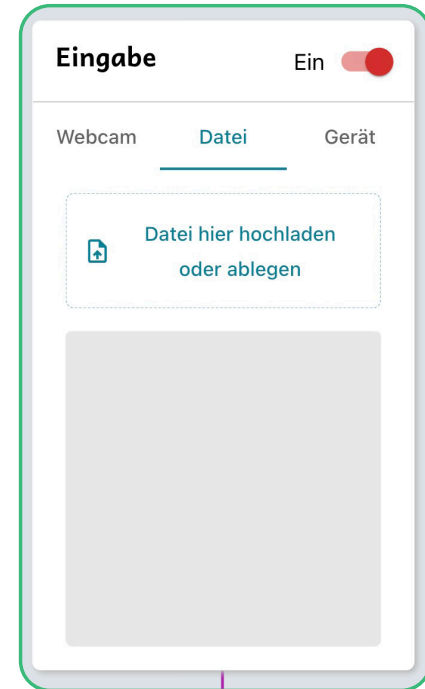 Eingabe Ein
Webcam Datei Gerät
Datei hier hochladen
oder ablegen